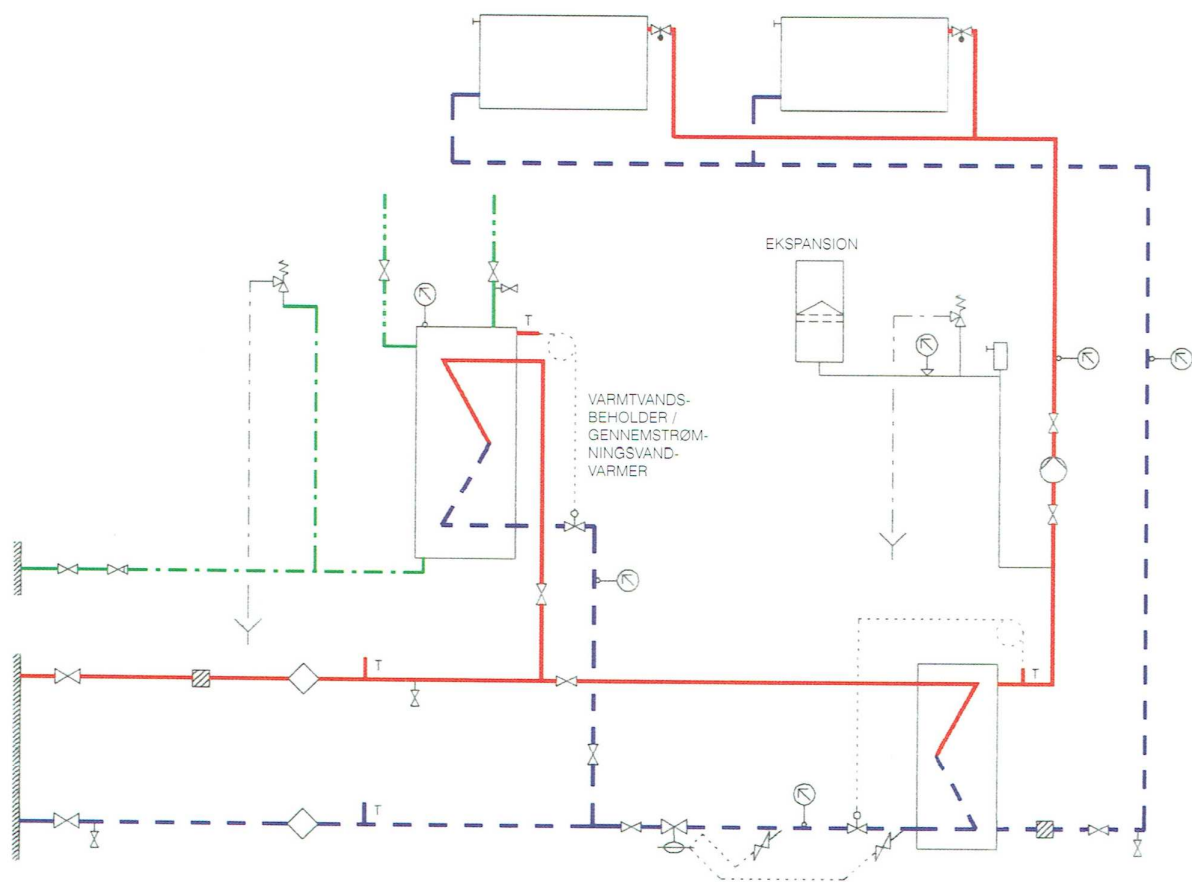 EKSPANSION
T
VARMTVANDS-
BEHOLDER /
GENNEMSTRØM-
NINGSVAND-
VARMER
T
T
T